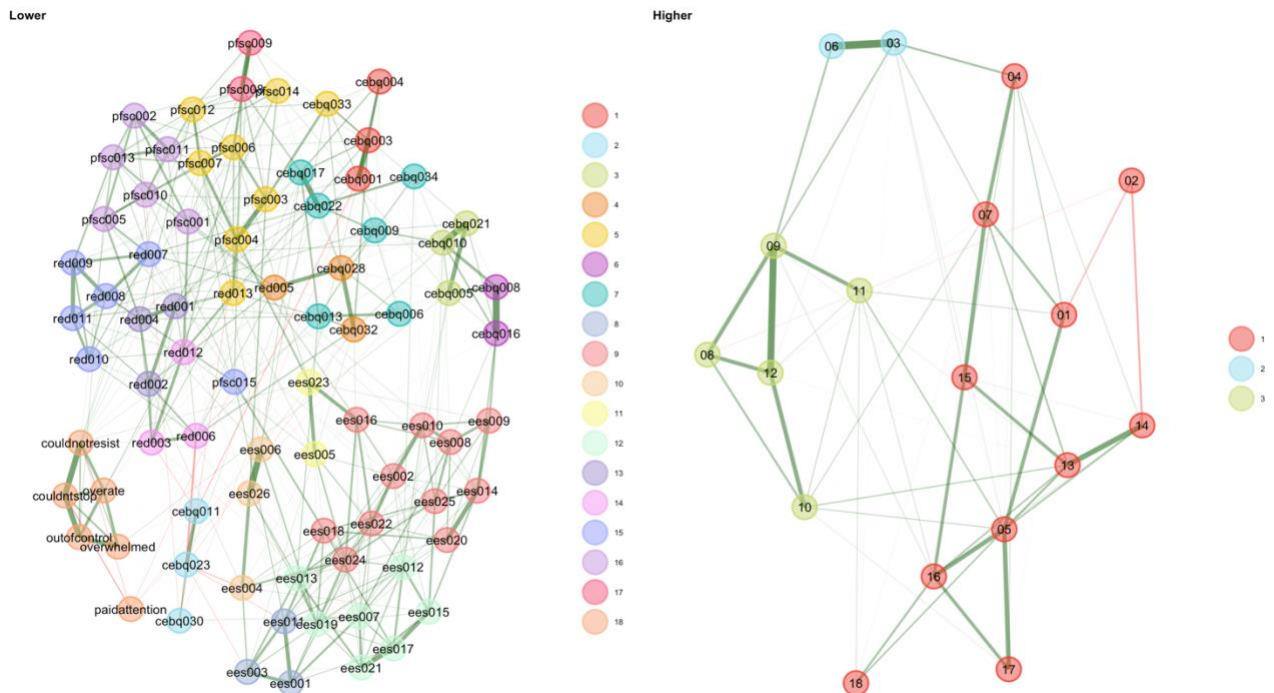 Lower
Higher
pfsc009
pfsc008
pfsc014
cebq004
cebq033
pfsc012
pfsc002
cebq003
pfsc011
pfsc006
pfsc013
pfsc007
cebq017
cebq001
cebq034
pfsc010
pfsc003
cebq022
pfsc005
pfsc001
cebq009
cebq021
pfsc004
cebq010
red007
red009
cebq028
red005
cebq008
red008
red013
cebq005
red001
red011
red004
cebq013
cebq006
cebq032
cebq016
red012
red010
red002
pfsc015
ees023
ees016
ees010
ees009
couldnotresist
red003
red006
ees006
ees005
ees008
ees002
couldntstop
overate
ees026
ees014
ees025
cebq011
outofcontrol
overwhelmed
ees018
ees022
ees020
cebq023
ees024
ees004
ees013
ees012
paidattention
cebq030
ees011
ees019
ees007
ees015
ees017
ees003
ees021
ees001
1
2
3
4
5
6
7
8
9
10
11
12
13
14
15
16
17
18
06
03
04
02
07
09
11
01
08
12
15
14
13
10
05
16
17
18
1
2
3